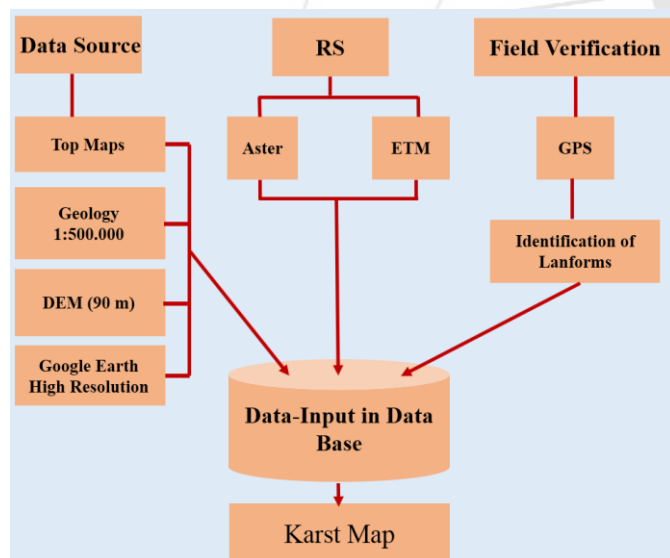 Data Source
RS
Field Verification
Top Maps
Aster
ETM
GPS
Geology
1:500.000
Identification of
Lanforms
DEM (90 m)
Google Earth
High Resolution
Data-Input in Data
Base
Karst Map